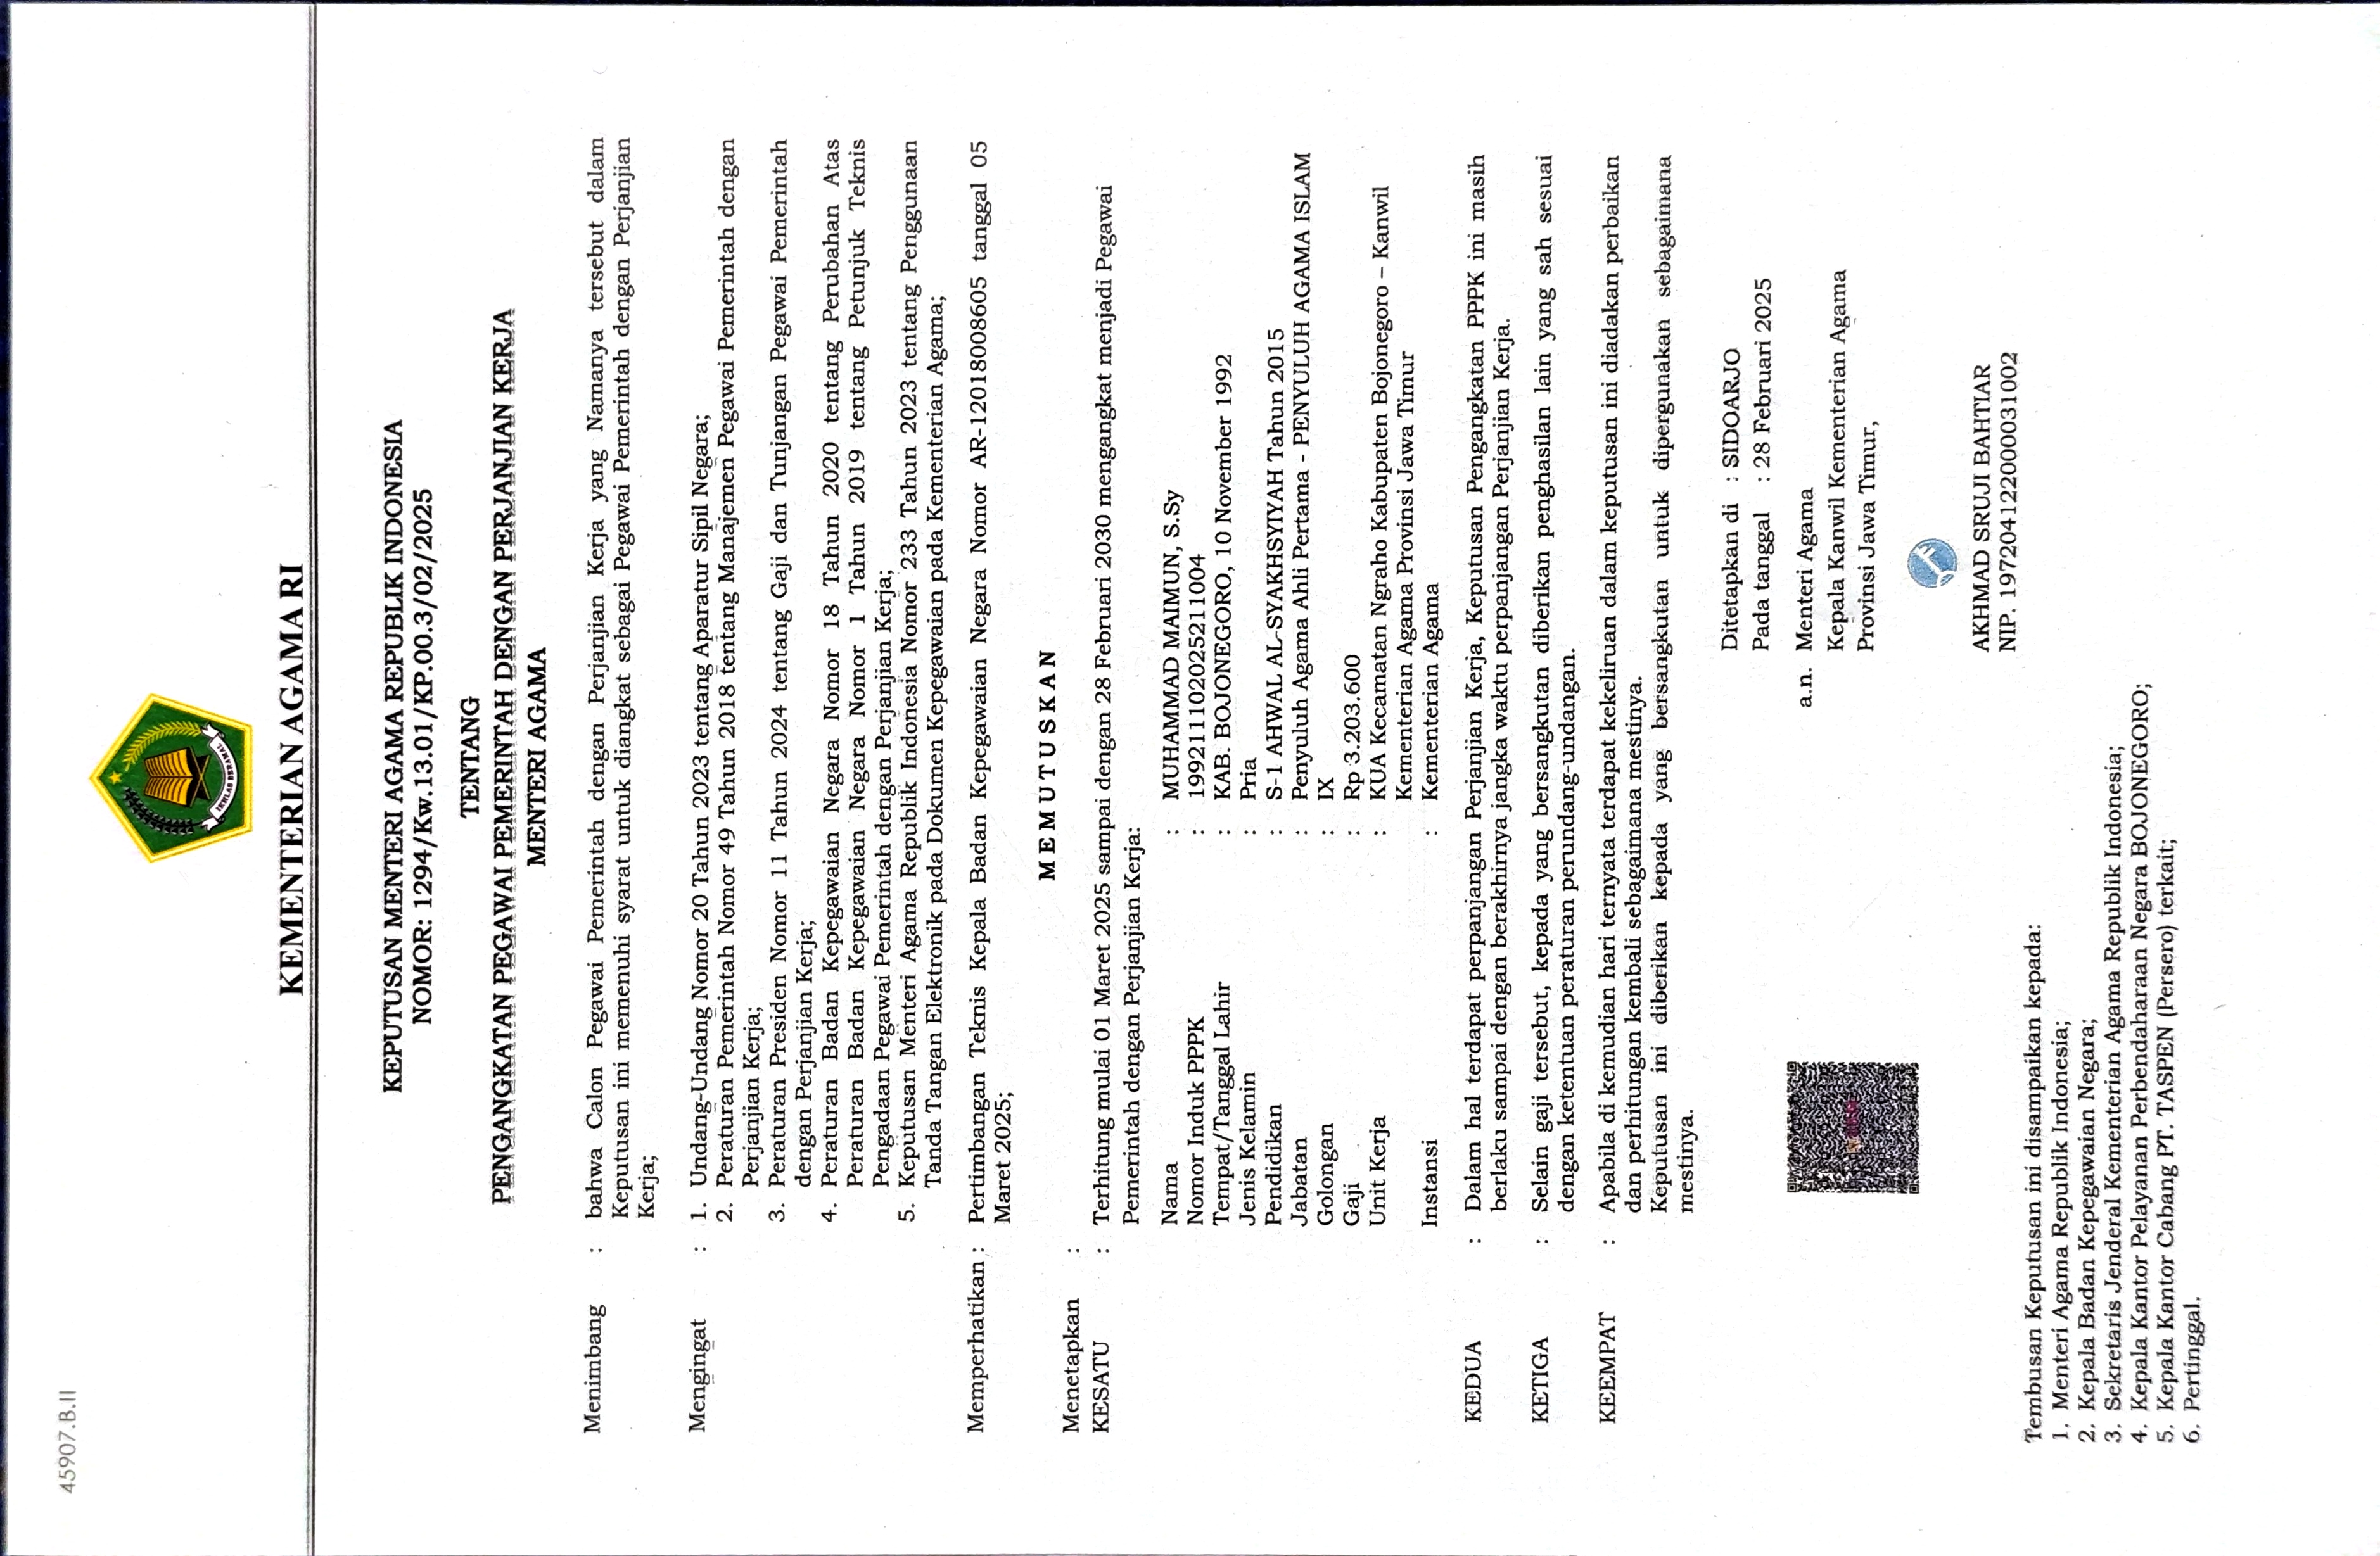 45907.B.II
IKHLAS BERAMAL
KEMENTERIAN AGAMA RI
KEPUTUSAN MENTERI AGAMA REPUBLIK INDONESIA
NOMOR: 1294/Kw.13.01/KP.00.3/02/2025
TENTANG
PENGANGKATAN PEGAWAI PEMERINTAH DENGAN PERJANJIAN KERJA
MENTERI AGAMA
Menimbang : bahwa Calon Pegawai Pemerintah dengan Perjanjian Kerja yang Namanya tersebut dalam
Keputusan ini memenuhi syarat untuk diangkat sebagai Pegawai Pemerintah dengan Perjanjian
Kerja;
Mengingat : 1. Undang-Undang Nomor 20 Tahun 2023 tentang Aparatur Sipil Negara;
2. Peraturan Pemerintah Nomor 49 Tahun 2018 tentang Manajemen Pegawai Pemerintah dengan
Perjanjian Kerja;
3. Peraturan Presiden Nomor 11 Tahun 2024 tentang Gaji dan Tunjangan Pegawai Pemerintah
dengan Perjanjian Kerja;
4. Peraturan Badan Kepegawaian Negara Nomor 18 Tahun 2020 tentang Perubahan Atas
Peraturan Badan Kepegawaian Negara Nomor 1 Tahun 2019 tentang Petunjuk Teknis
Pengadaan Pegawai Pemerintah dengan Perjanjian Kerja;
5. Keputusan Menteri Agama Republik Indonesia Nomor 233 Tahun 2023 tentang Penggunaan
Tanda Tangan Elektronik pada Dokumen Kepegawaian pada Kementerian Agama;
Memperhatikan : Pertimbangan Teknis Kepala Badan Kepegawaian Negara Nomor AR-12018008605 tanggal 05
Maret 2025;
M E M U T U S K A N
Menetapkan :
KESATU : Terhitung mulai 01 Maret 2025 sampai dengan 28 Februari 2030 mengangkat menjadi Pegawai
Pemerintah dengan Perjanjian Kerja:
Nama : MUHAMMAD MAIMUN, S.Sy
Nomor Induk PPPK : 199211102025211004
Tempat/Tanggal Lahir : KAB. BOJONEGORO, 10 November 1992
Jenis Kelamin : Pria
Pendidikan : S-1 AHWAL AL-SYAKHSYIYAH Tahun 2015
Jabatan : Penyuluh Agama Ahli Pertama - PENYULUH AGAMA ISLAM
Golongan : IX
Gaji : Rp 3.203.600
Unit Kerja : KUA Kecamatan Ngraho Kabupaten Bojonegoro – Kanwil
Kementerian Agama Provinsi Jawa Timur
Instansi : Kementerian Agama
KEDUA : Dalam hal terdapat perpanjangan Perjanjian Kerja, Keputusan Pengangkatan PPPK ini masih
berlaku sampai dengan berakhirnya jangka waktu perpanjangan Perjanjian Kerja.
KETIGA : Selain gaji tersebut, kepada yang bersangkutan diberikan penghasilan lain yang sah sesuai
dengan ketentuan peraturan perundang-undangan.
KEEMPAT : Apabila di kemudian hari ternyata terdapat kekeliruan dalam keputusan ini diadakan perbaikan
dan perhitungan kembali sebagaimana mestinya.
Keputusan ini diberikan kepada yang bersangkutan untuk dipergunakan sebagaimana
mestinya.
Ditetapkan di : SIDOARJO
Pada tanggal : 28 Februari 2025
a.n. Menteri Agama
Kepala Kanwil Kementerian Agama
Provinsi Jawa Timur,
AKHMAD SRUJI BAHTIAR
NIP. 197204122000031002
Tembusan Keputusan ini disampaikan kepada:
1. Menteri Agama Republik Indonesia;
2. Kepala Badan Kepegawaian Negara;
3. Sekretaris Jenderal Kementerian Agama Republik Indonesia;
4. Kepala Kantor Pelayanan Perbendaharaan Negara BOJONEGORO;
5. Kepala Kantor Cabang PT. TASPEN (Persero) terkait;
6. Pertinggal.